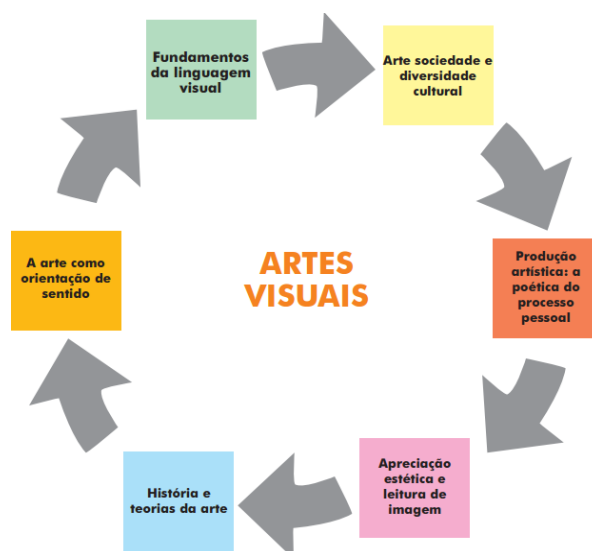 Fundamentos
da linguagem
visual
Arte sociedade e
diversidade
cultural
Produção
artística: a
poética do
processo
pessoal
Apreciação
estética e
leitura de
imagem
História e
teorias da arte
A arte como
orientação de
sentido
ARTES
VISUAIS